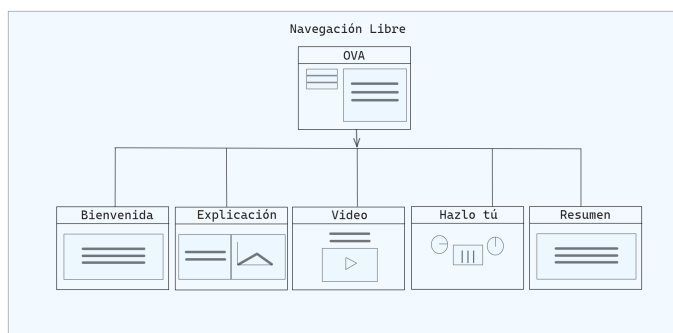 Navegación Libre
OVA
Bienvenida
Explicación
Video
Hazlo tú
Resumen